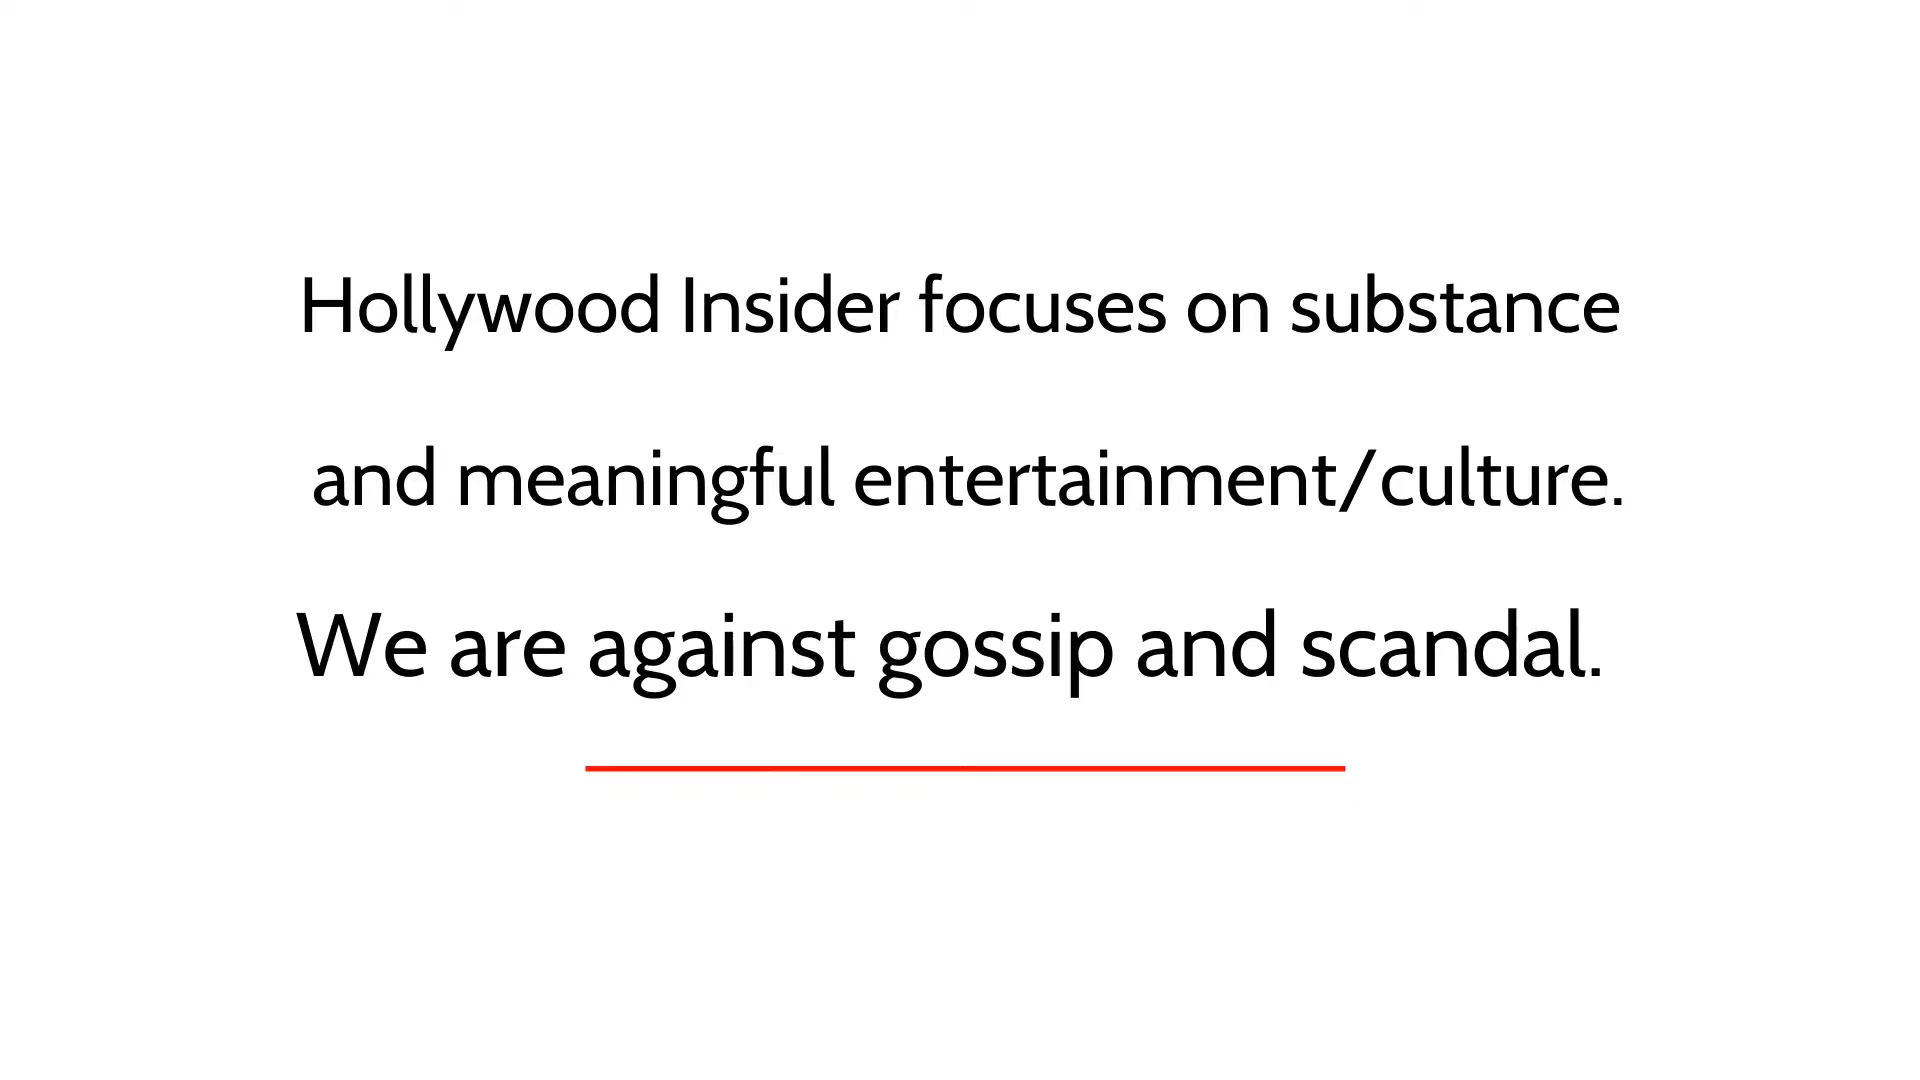 Hollywood Insider focuses on substance
and meaningful entertainment/culture.
We are against gossip and scandal.